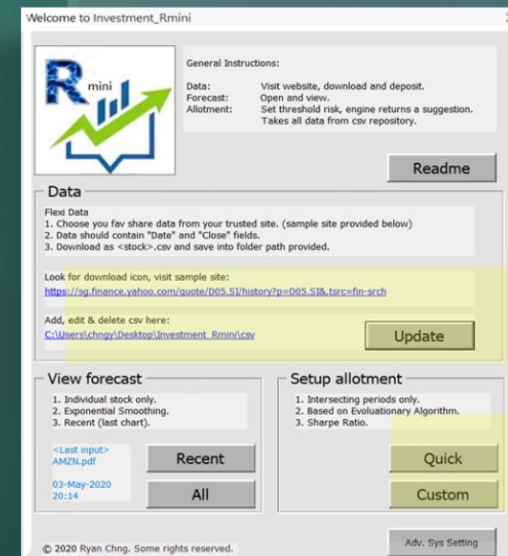 Welcome to Investment_Rmini
R mini
General Instructions:
Data: Visit website, download and deposit.
Forecast: Open and view.
Allotment: Set threshold risk, engine returns a suggestion.
Takes all data from csv repository.
Readme
Data
Flexi Data
1. Choose you fav share data from your trusted site. (sample site provided below)
2. Data should contain "Date" and "Close" fields.
3. Download as <stock>.csv and save into folder path provided.
Look for download icon, visit sample site:
https://sg.finance.yahoo.com/quote/D05.SI/history?p=D05.SI&.tsrc=fin-srch
Add, edit & delete csv here:
C:\Users\chngy\Desktop\Investment_Rmini\csv
Update
View forecast
1. Individual stock only.
2. Exponential Smoothing.
3. Recent (last chart).
<Last input>
AMZN.pdf
03-May-2020
20:14
Recent
All
Setup allotment
1. Intersecting periods only.
2. Based on Evoluationary Algorithm.
3. Sharpe Ratio.
Quick
Custom
© 2020 Ryan Chng. Some rights reserved.
Adv. Sys Setting